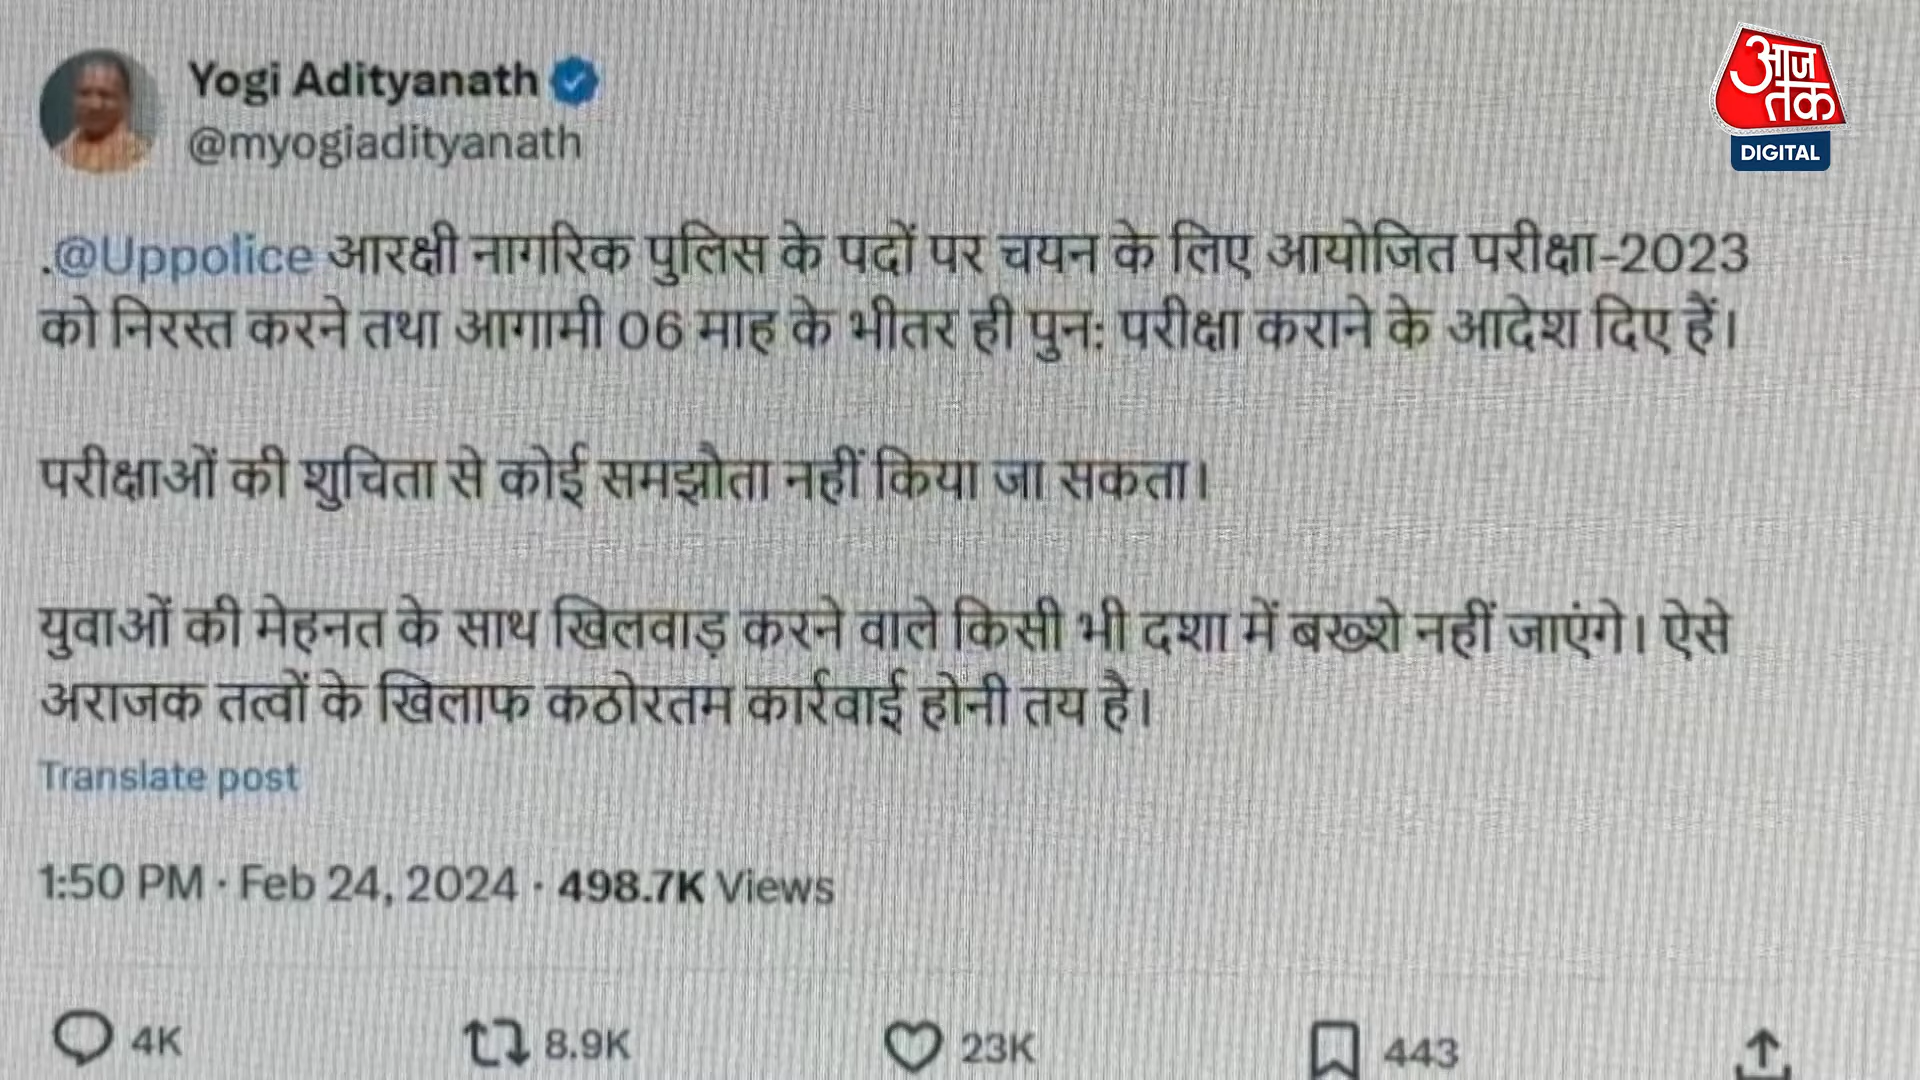 Yogi Adityanath
@myogiadityanath
आज
तक
DIGITAL
.@Uppolice आरक्षी नागरिक पुलिस के पदों पर चयन के लिए आयोजित परीक्षा-2023
को निरस्त करने तथा आगामी 06 माह के भीतर ही पुन: परीक्षा कराने के आदेश दिए हैं।
परीक्षाओं की शुचिता से कोई समझौता नहीं किया जा सकता।
युवाओं की मेहनत के साथ खिलवाड़ करने वाले किसी भी दशा में बख्शे नहीं जाएंगे। ऐसे
अराजक तत्वों के खिलाफ कठोरतम कार्रवाई होनी तय है।
Translate post
1:50 PM · Feb 24, 2024 · 498.7K Views
4K 8.9K 23K 443